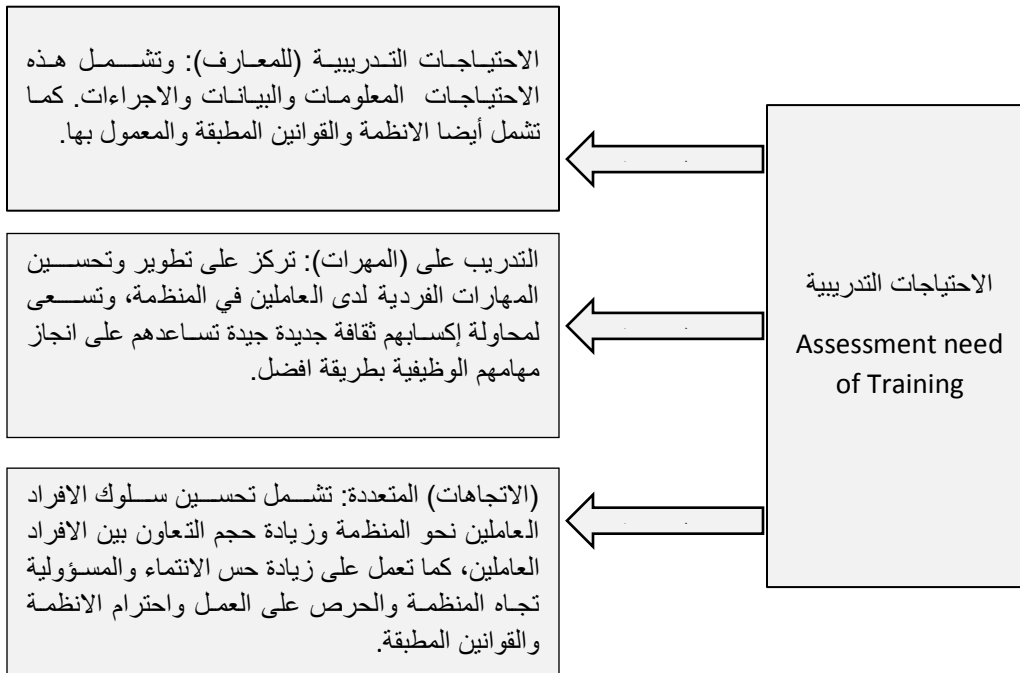 الاحتياجات التدريبية (للمعارف): وتشمل هذه
الاحتياجات المعلومات والبيانات والاجراءات. كما
تشمل أيضا الانظمة والقوانين المطبقة والمعمول بها.
التدريب على (المهرات): تركز على تطوير وتحسين
المهارات الفردية لدى العاملين في المنظمة، وتسعى
لمحاولة إكسابهم ثقافة جديدة جيدة تساعدهم على انجاز
مهامهم الوظيفية بطريقة افضل.
(الاتجاهات) المتعددة: تشمل تحسين سلوك الافراد
العاملين نحو المنظمة وزيادة حجم التعاون بين الافراد
العاملين، كما تعمل على زيادة حس الانتماء والمسؤولية
تجاه المنظمة والحرص على العمل واحترام الانظمة
والقوانين المطبقة.
الاحتياجات التدريبية
Assessment need
of Training